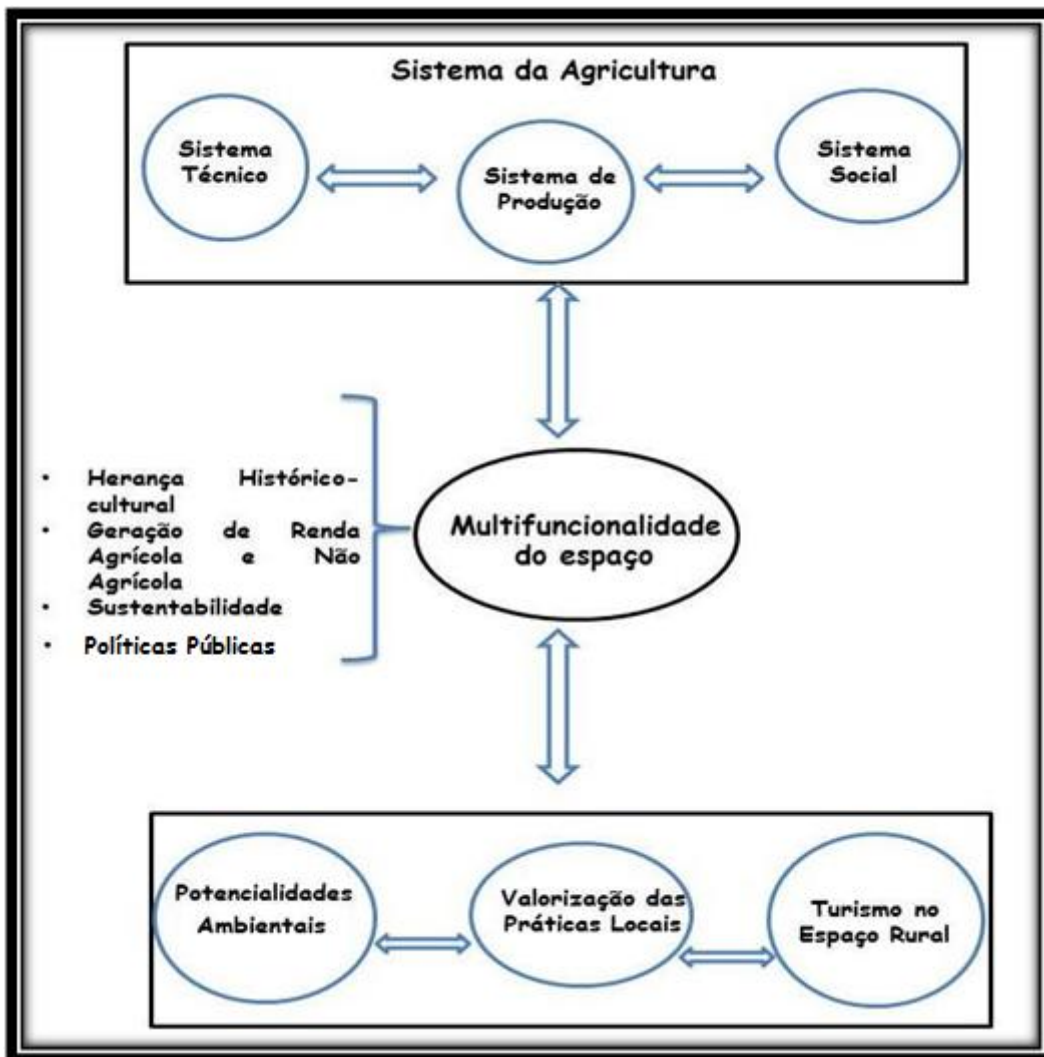 Sistema da Agricultura
Sistema
Técnico
Sistema de
Produção
Sistema
Social
• Herança Histórico-
cultural
• Geração de Renda
Agrícola e Não
Agrícola
• Sustentabilidade
• Políticas Públicas
Multifuncionalidade
do espaço
Potencialidades
Ambientais
Valorização das
Práticas Locais
Turismo no
Espaço Rural